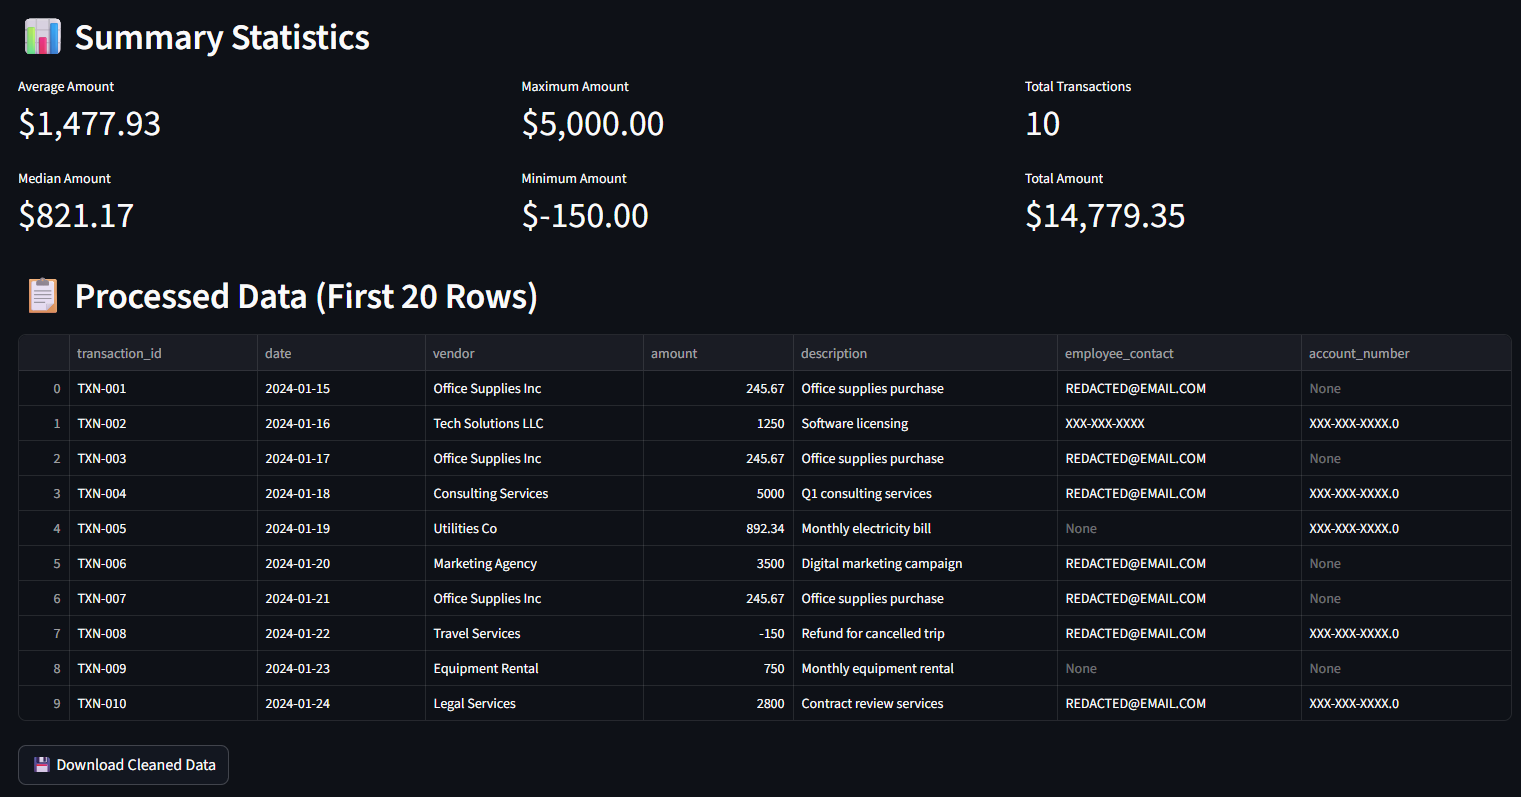 Summary Statistics
Average Amount Maximum Amount Total Transactions
$1,477.93 $5,000.00 10
Median Amount Minimum Amount Total Amount
$821.17 $-150.00 $14,779.35
Processed Data (First 20 Rows)
transaction_id date vendor amount description employee_contact account_number
0 TXN-001 2024-01-15 Office Supplies Inc 245.67 Office supplies purchase REDACTED@EMAIL.COM None
1 TXN-002 2024-01-16 Tech Solutions LLC 1250 Software licensing XXX-XXX-XXXX XXX-XXX-XXXX.0
2 TXN-003 2024-01-17 Office Supplies Inc 245.67 Office supplies purchase REDACTED@EMAIL.COM None
3 TXN-004 2024-01-18 Consulting Services 5000 Q1 consulting services REDACTED@EMAIL.COM XXX-XXX-XXXX.0
4 TXN-005 2024-01-19 Utilities Co 892.34 Monthly electricity bill None XXX-XXX-XXXX.0
5 TXN-006 2024-01-20 Marketing Agency 3500 Digital marketing campaign REDACTED@EMAIL.COM None
6 TXN-007 2024-01-21 Office Supplies Inc 245.67 Office supplies purchase REDACTED@EMAIL.COM None
7 TXN-008 2024-01-22 Travel Services -150 Refund for cancelled trip REDACTED@EMAIL.COM XXX-XXX-XXXX.0
8 TXN-009 2024-01-23 Equipment Rental 750 Monthly equipment rental None None
9 TXN-010 2024-01-24 Legal Services 2800 Contract review services REDACTED@EMAIL.COM XXX-XXX-XXXX.0
Download Cleaned Data